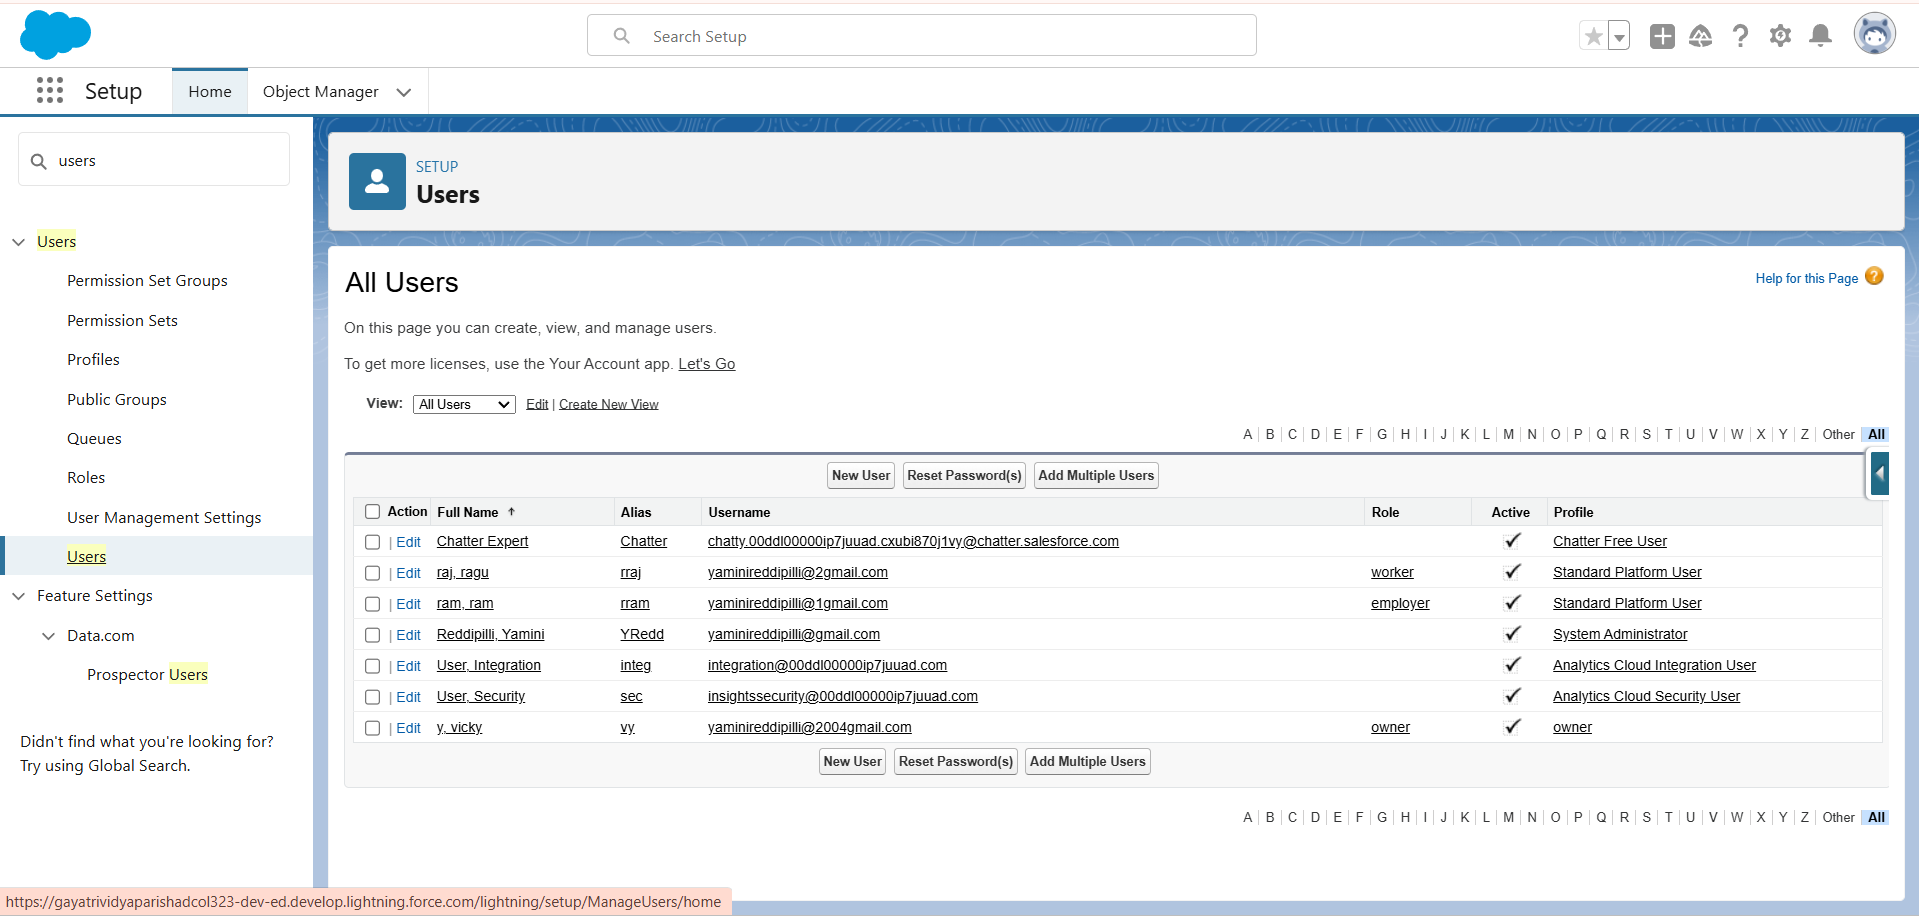 Search Setup
Setup
Home
Object Manager
users
Users
Permission Set Groups
Permission Sets
Profiles
Public Groups
Queues
Roles
User Management Settings
Users
Feature Settings
Data.com
Prospector Users
Didn't find what you're looking for?
Try using Global Search.
SETUP
Users
All Users
Help for this Page ?
On this page you can create, view, and manage users.
To get more licenses, use the Your Account app. Let's Go
View: All Users Edit | Create New View
A | B | C | D | E | F | G | H | I | J | K | L | M | N | O | P | Q | R | S | T | U | V | W | X | Y | Z | Other | All
New User Reset Password(s) Add Multiple Users
Action Full Name ↑ Alias Username Role Active Profile
| Edit Chatter Expert Chatter chatty.00ddl00000ip7juuad.cxubi870j1vy@chatter.salesforce.com ✓ Chatter Free User
| Edit raj, ragu rraj yaminireddipilli@2gmail.com worker ✓ Standard Platform User
| Edit ram, ram rram yaminireddipilli@1gmail.com employer ✓ Standard Platform User
| Edit Reddipilli, Yamini YRedd yaminireddipilli@gmail.com ✓ System Administrator
| Edit User, Integration integ integration@00ddl00000ip7juuad.com ✓ Analytics Cloud Integration User
| Edit User, Security sec insightssecurity@00ddl00000ip7juuad.com ✓ Analytics Cloud Security User
| Edit y, vicky vy yaminireddipilli@2004gmail.com owner ✓ owner
New User Reset Password(s) Add Multiple Users
A | B | C | D | E | F | G | H | I | J | K | L | M | N | O | P | Q | R | S | T | U | V | W | X | Y | Z | Other | All
https://gayatrividyaparishadcol323-dev-ed.develop.lightning.force.com/lightning/setup/ManageUsers/home